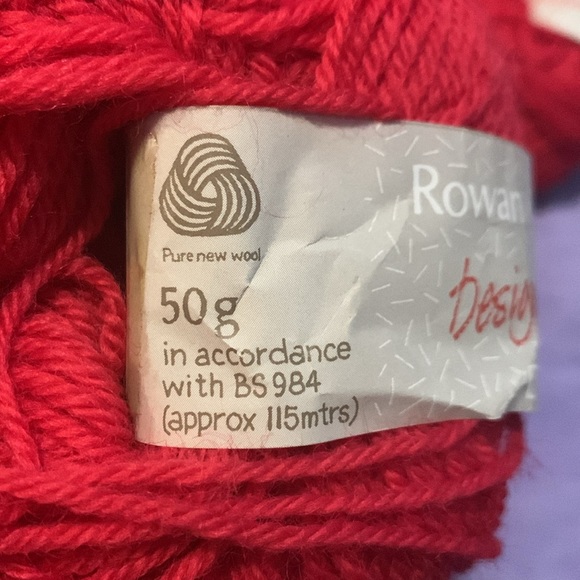 Rowan
Pure new wool
50g
in accordance
with BS 984
(approx 115mtrs)